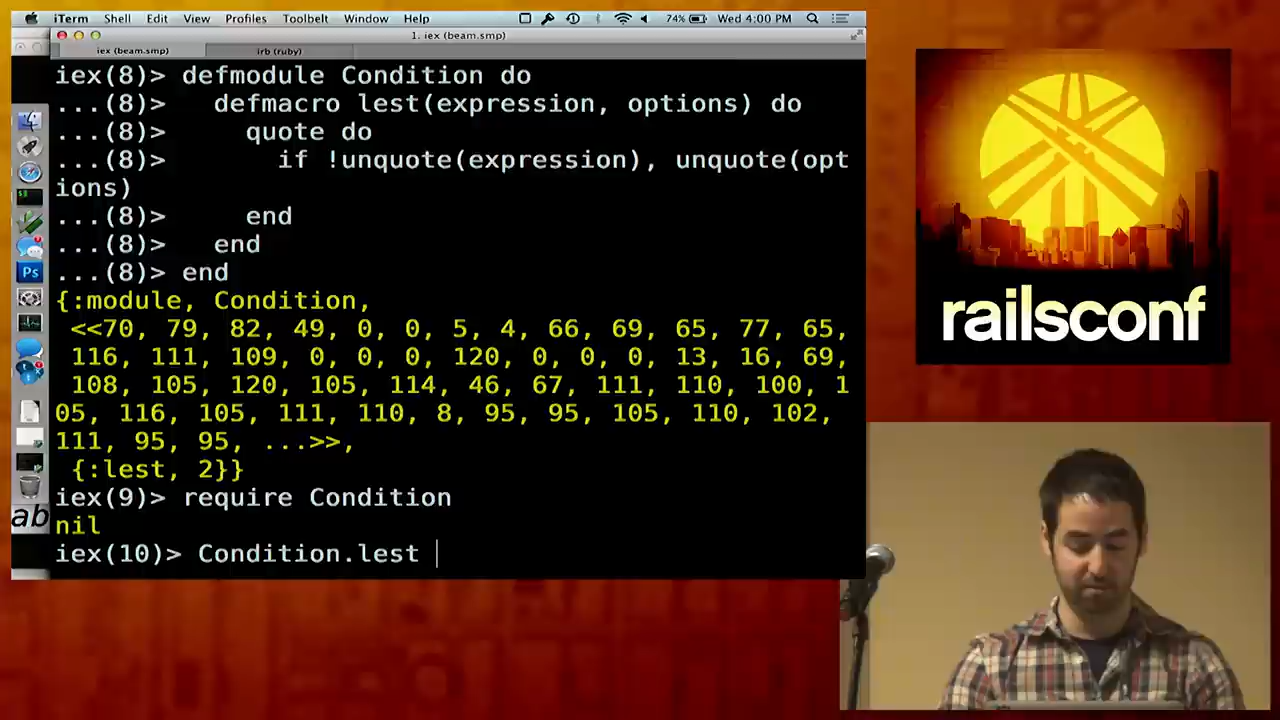 iTerm Shell Edit View Profiles Toolbelt Window Help 74% Wed 4:00 PM
1. iex (beam.smp)
iex (beam.smp) irb (ruby)
iex(8)> defmodule Condition do
...(8)>   defmacro lest(expression, options) do
...(8)>     quote do
...(8)>       if !unquote(expression), unquote(opt
ions)
...(8)>     end
...(8)>   end
...(8)> end
{:module, Condition,
 <<70, 79, 82, 49, 0, 0, 5, 4, 66, 69, 65, 77, 65,
 116, 111, 109, 0, 0, 0, 120, 0, 0, 0, 13, 16, 69,
 108, 105, 120, 105, 114, 46, 67, 111, 110, 100, 1
05, 116, 105, 111, 110, 8, 95, 95, 105, 110, 102,
111, 95, 95, ...>>,
 {:lest, 2}}
iex(9)> require Condition
nil
iex(10)> Condition.lest
Ps
ab
railsconf